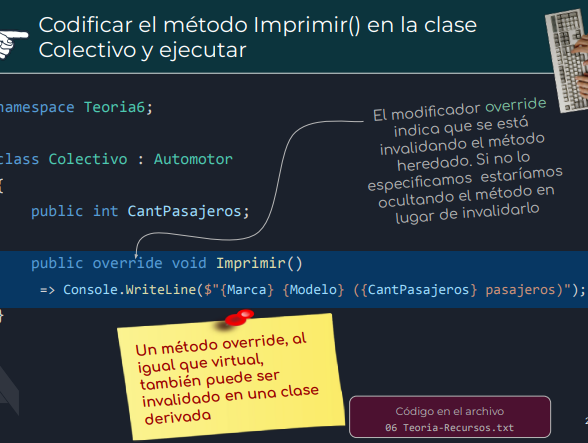 Codificar el método Imprimir() en la clase
Colectivo y ejecutar
namespace Teoria6;
El modificador override
indica que se está
invalidando el método
heredado. Si no lo
especificamos estaríamos
ocultando el método en
lugar de invalidarlo
class Colectivo : Automotor
{
public int CantPasajeros;
public override void Imprimir()
=> Console.WriteLine($"{Marca} {Modelo} ({CantPasajeros} pasajeros)");
}
Un método override, al
igual que virtual,
también puede ser
invalidado en una clase
derivada
Código en el archivo
06 Teoria-Recursos.txt